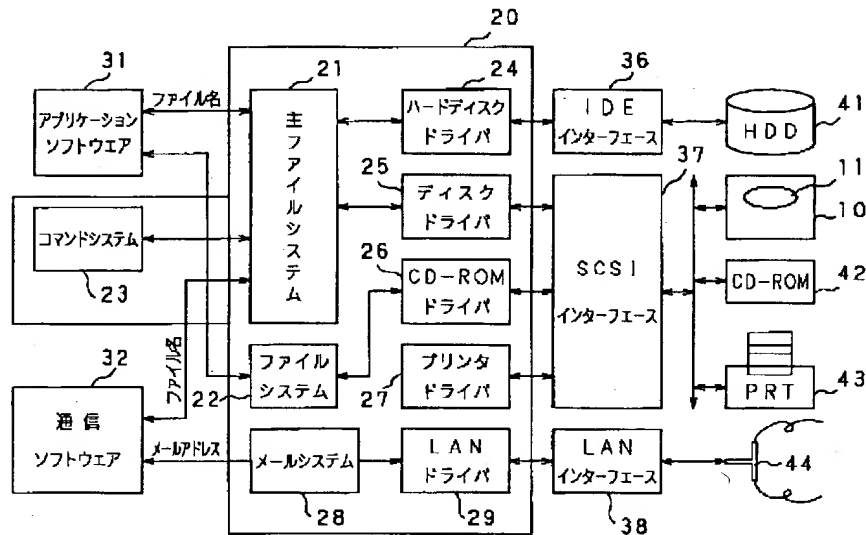 20
31
21
24
36
41
ファイル名
アプリケーション
ソフトウエア
主ファイルシステム
ハードディスク
ドライバ
IDE
インターフェース
HDD
25
37
11
10
ディスク
ドライバ
コマンドシステム
23
26
SCSI
インターフェース
CD-ROM
ドライバ
CD-ROM
42
32
ファイル名
ファイル
システム
22
27
プリンタ
ドライバ
PRT
43
通信
ソフトウエア
メールアドレス
メールシステム
28
LAN
ドライバ
29
LAN
インターフェース
38
44